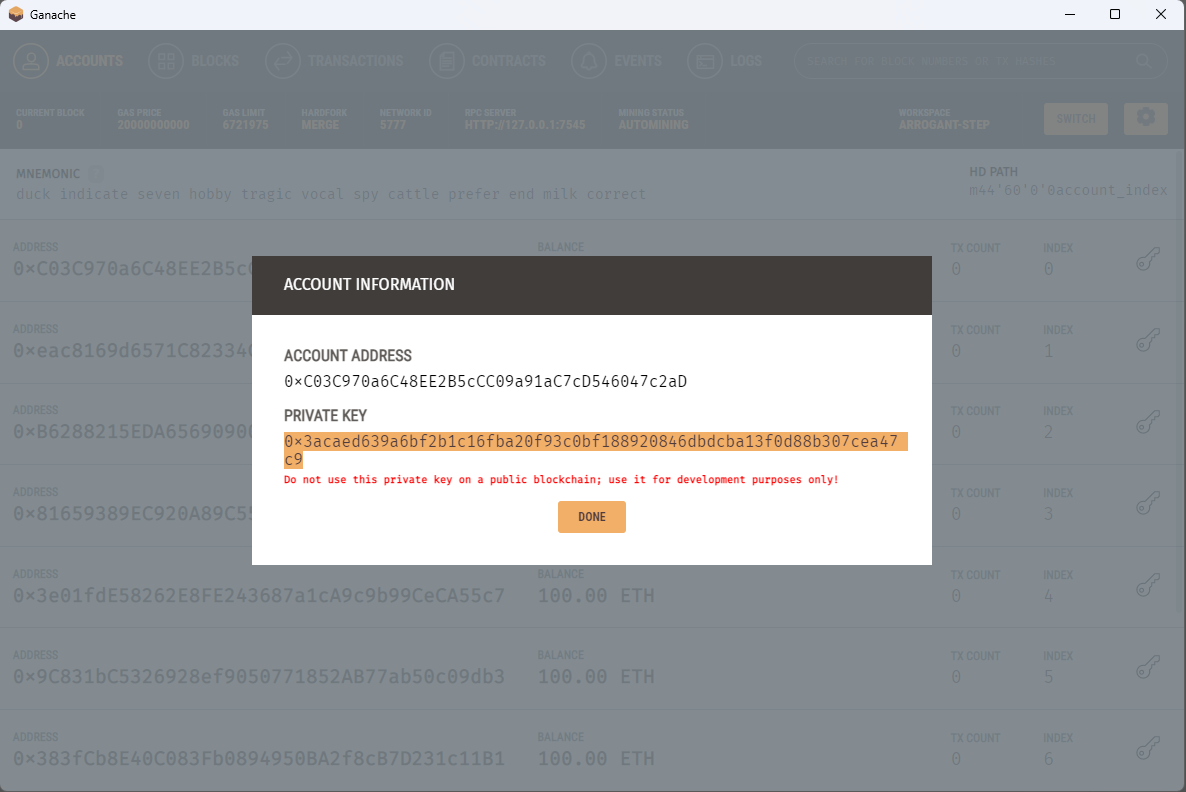 Ganache
ACCOUNTS BLOCKS TRANSACTIONS CONTRACTS EVENTS LOGS SEARCH FOR BLOCK NUMBERS OR TX HASHES
CURRENT BLOCK GAS PRICE GAS LIMIT HARDFORK NETWORK ID RPC SERVER MINING STATUS WORKSPACE
0 20000000000 6721975 MERGE 5777 HTTP://127.0.0.1:7545 AUTOMINING ARROGANT-STEP SWITCH
MNEMONIC HD PATH
duck indicate seven hobby tragic vocal spy cattle prefer end milk correct m44'60'0'0account_index
ADDRESS BALANCE TX COUNT INDEX
0×C03C970a6C48EE2B5cC 0 0
ACCOUNT INFORMATION
ADDRESS TX COUNT INDEX
0×eac8169d6571C82334 0 1
ACCOUNT ADDRESS
0×C03C970a6C48EE2B5cCC09a91aC7cD546047c2aD
ADDRESS TX COUNT INDEX
0×B6288215EDA6569090 0 2
PRIVATE KEY
0×3acaed639a6bf2b1c16fba20f93c0bf188920846dbdcba13f0d88b307cea47
c9
Do not use this private key on a public blockchain; use it for development purposes only!
ADDRESS TX COUNT INDEX
0×81659389EC920A89C55 0 3
DONE
ADDRESS BALANCE TX COUNT INDEX
0×3e01fdE58262E8FE243687a1cA9c9b99CeCA55c7 100.00 ETH 0 4
ADDRESS BALANCE TX COUNT INDEX
0×9C831bC5326928ef9050771852AB77ab50c09db3 100.00 ETH 0 5
ADDRESS BALANCE TX COUNT INDEX
0×383fCb8E40C083Fb0894950BA2f8cB7D231c11B1 100.00 ETH 0 6